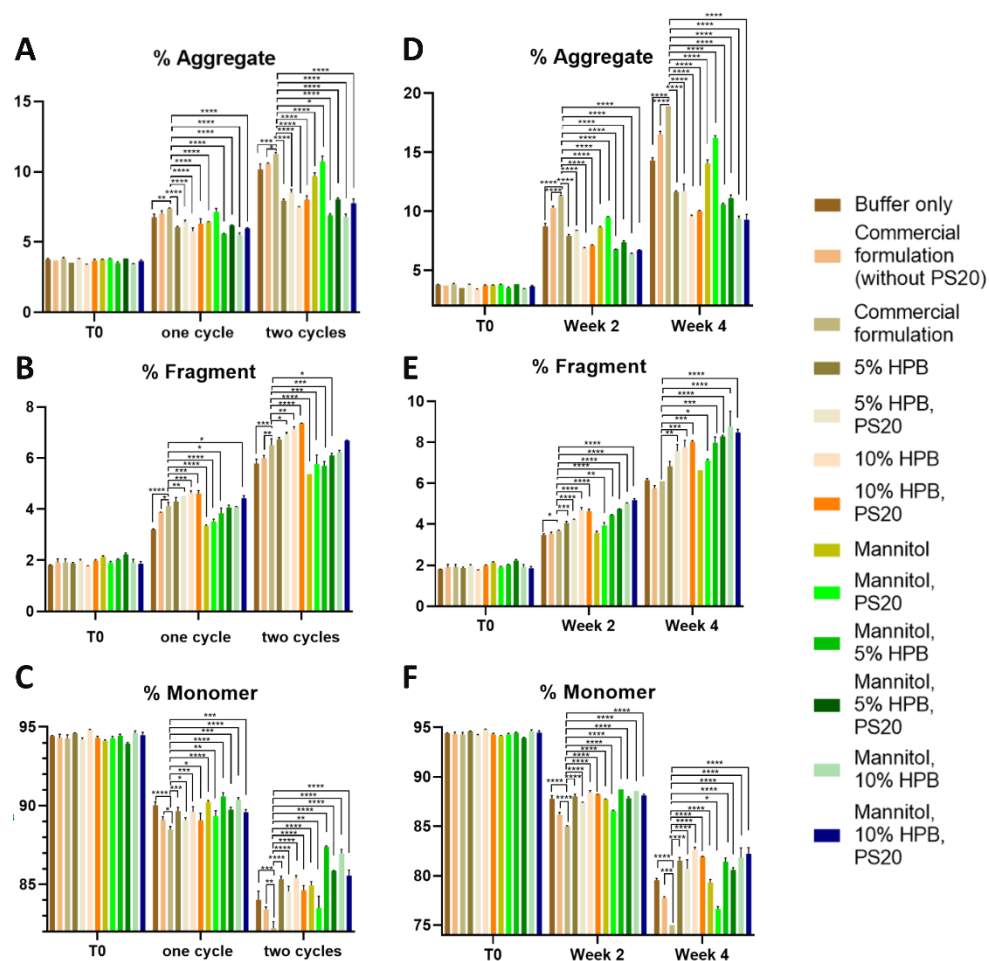 A
% Aggregate
15
10
5
0
T0
one cycle
two cycles
B
% Fragment
8
6
4
2
0
T0
one cycle
two cycles
C
% Monomer
95
90
85
T0
one cycle
two cycles
D
% Aggregate
20
15
10
5
T0
Week 2
Week 4
E
% Fragment
10
8
6
4
2
0
T0
Week 2
Week 4
F
% Monomer
95
90
85
80
75
T0
Week 2
Week 4
Buffer only
Commercial
formulation
(without PS20)
Commercial
formulation
5% HPB
5% HPB,
PS20
10% HPB
10% HPB,
PS20
Mannitol
Mannitol,
PS20
Mannitol,
5% HPB
Mannitol,
5% HPB,
PS20
Mannitol,
10% HPB
Mannitol,
10% HPB,
PS20